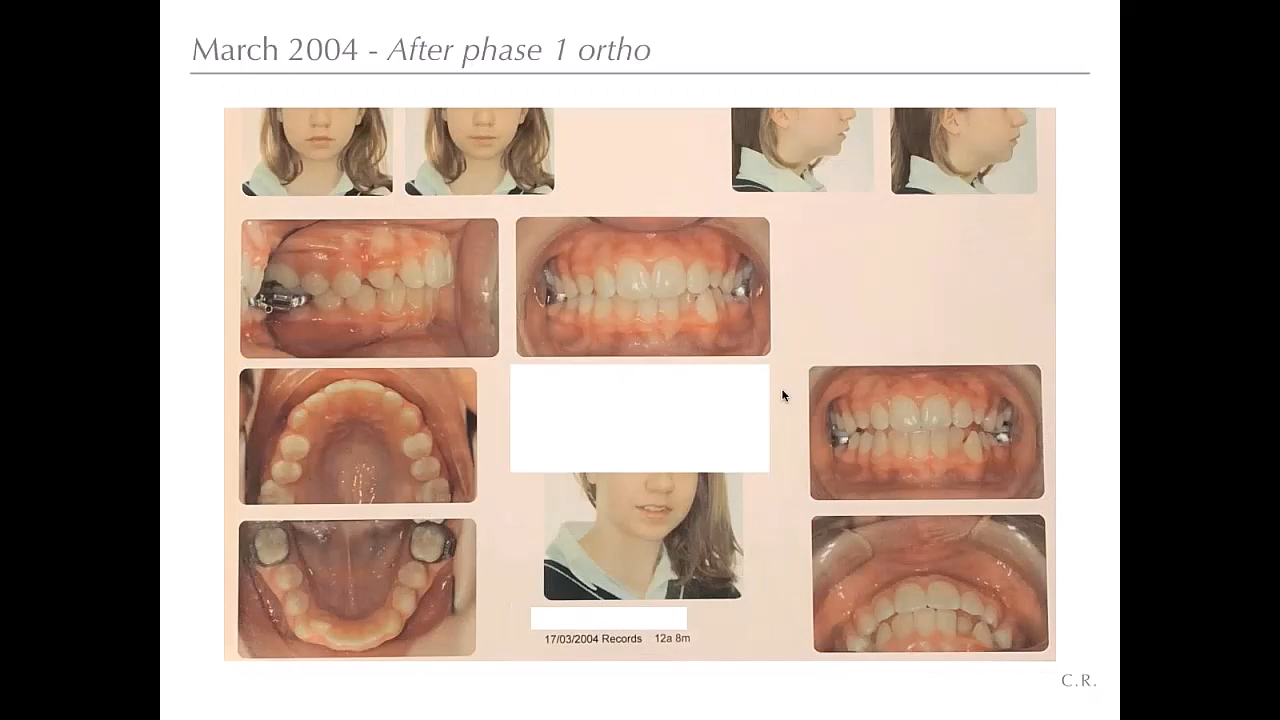 March 2004 - After phase 1 ortho
17/03/2004 Records 12a 8m
C.R.